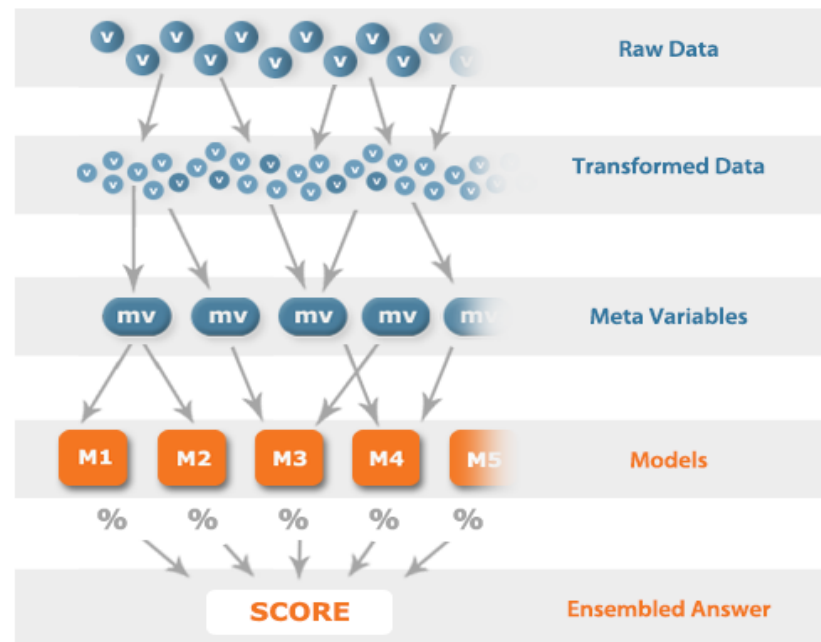 v v v v v v v v v v v v
Raw Data
v v v v v v v v v v v v v v v v v v v v v v v v v v v
Transformed Data
mv mv mv mv mv
Meta Variables
M1 M2 M3 M4 M5
Models
% % % % %
SCORE
Ensembled Answer